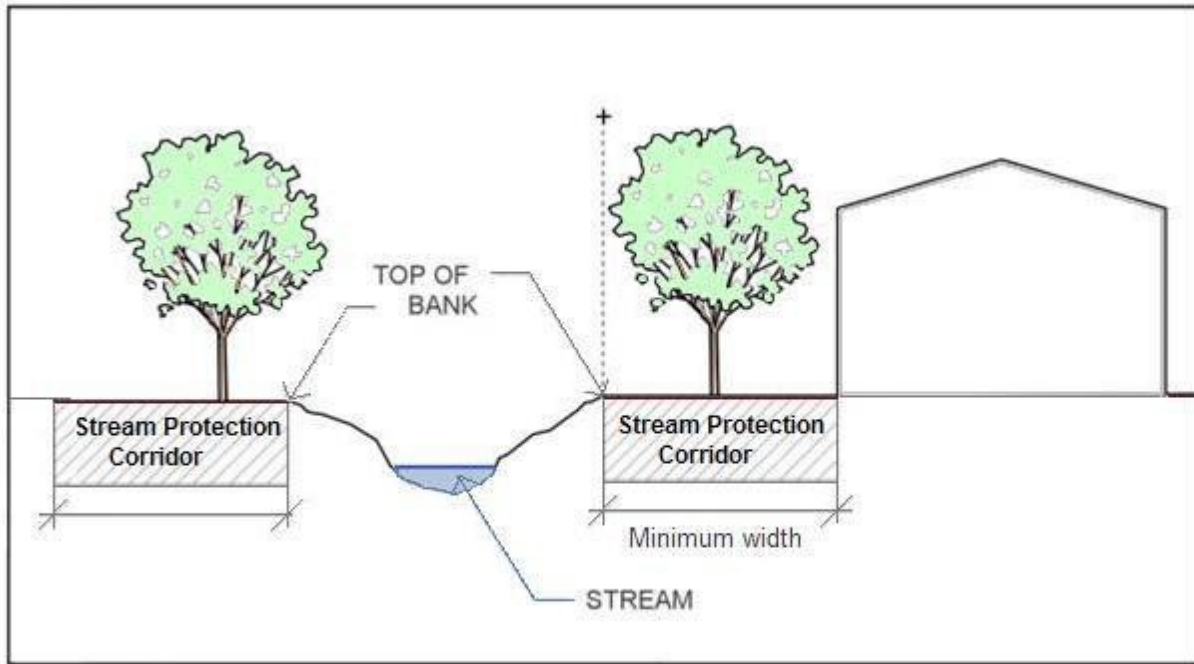 TOP OF
BANK
Stream Protection
Corridor
Stream Protection
Corridor
Minimum width
STREAM